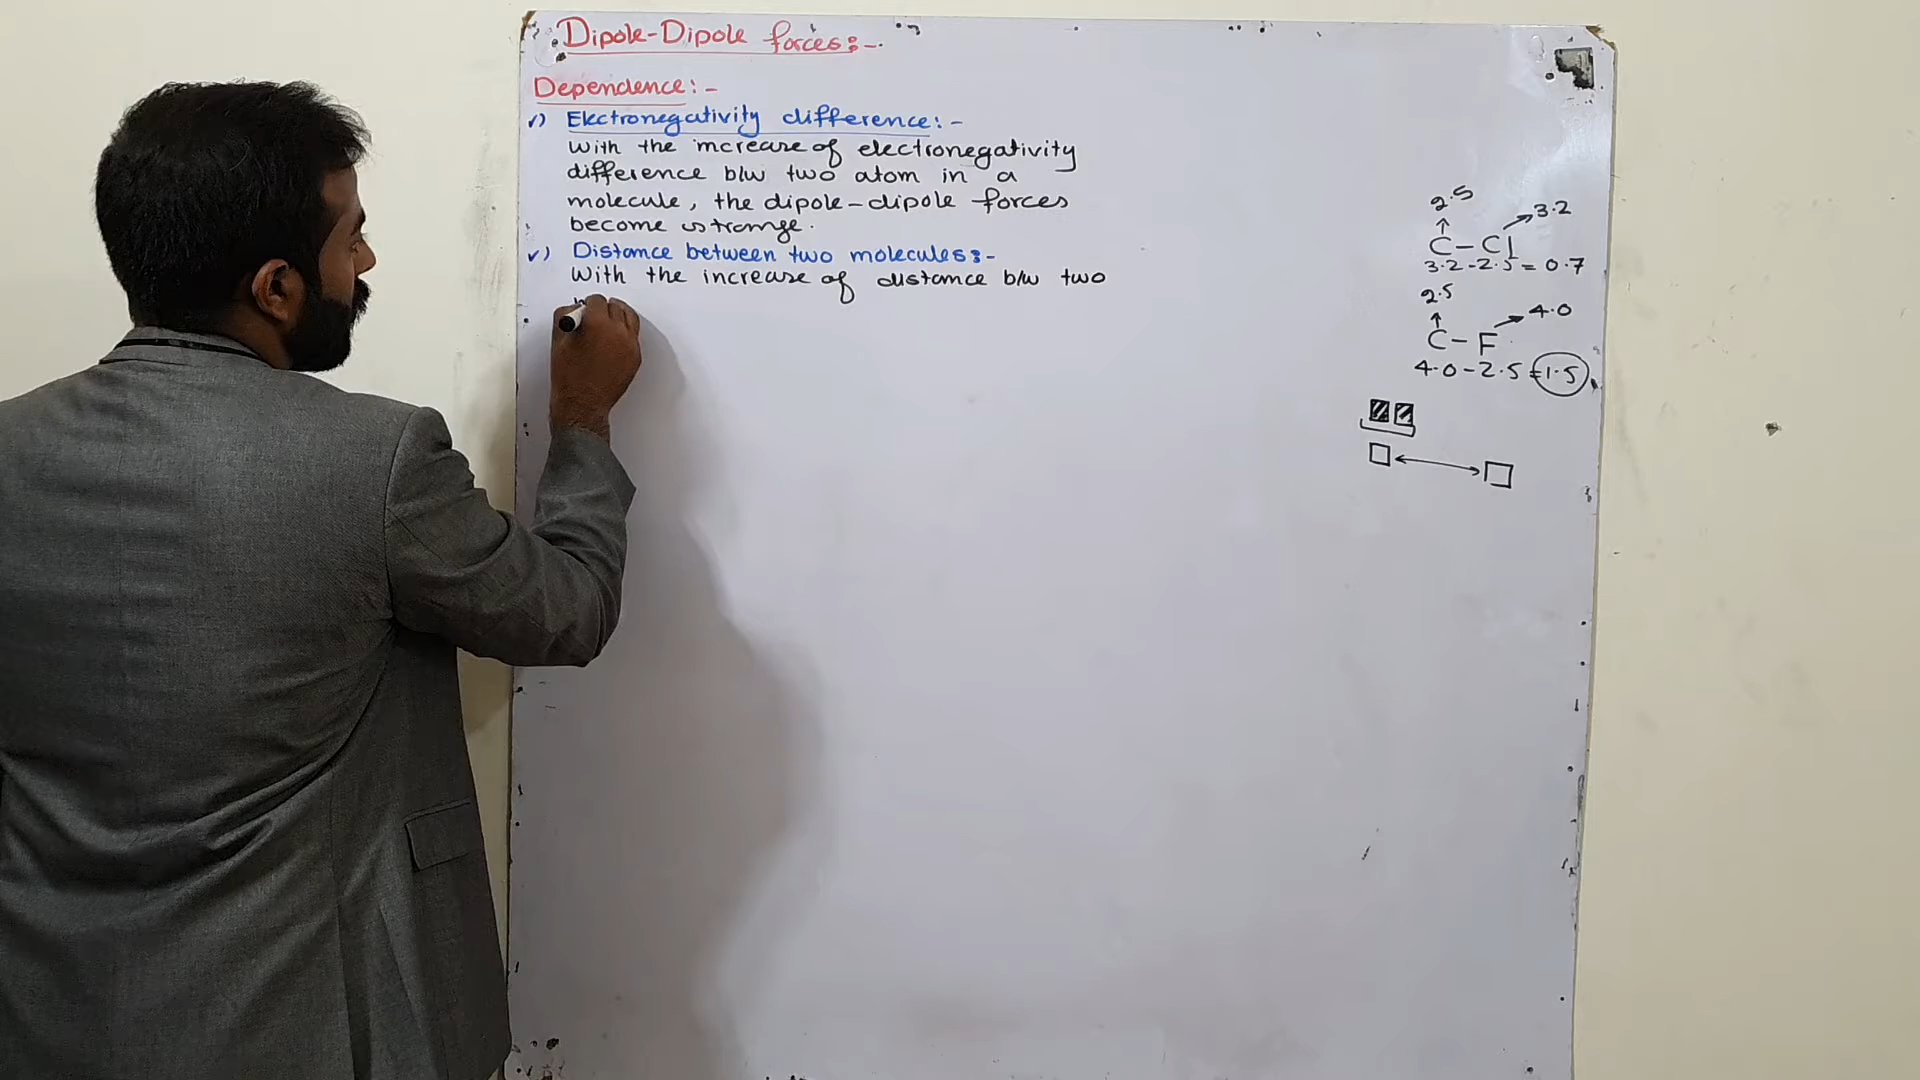 Dipole-Dipole forces:-
Dependence:-
Electronegativity difference:-
With the increase of electronegativity
difference b/w two atom in a
molecule, the dipole-dipole forces
become
Distance between two molecules:-
With the increase of distance b/w two
2.5
3.2
C-Cl
3.2-2.5=0.7
2.5
4.0
C-F
4.0-2.5=1.5